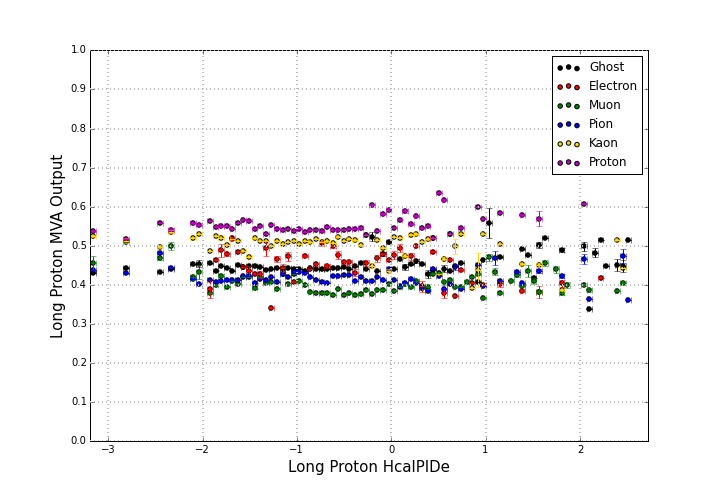 1.0
0.9
0.8
0.7
0.6
0.5
0.4
0.3
0.2
0.1
0.0
Long Proton MVA Output
Ghost
Electron
Muon
Pion
Kaon
Proton
−3 −2 −1 0 1 2
Long Proton HcalPIDe